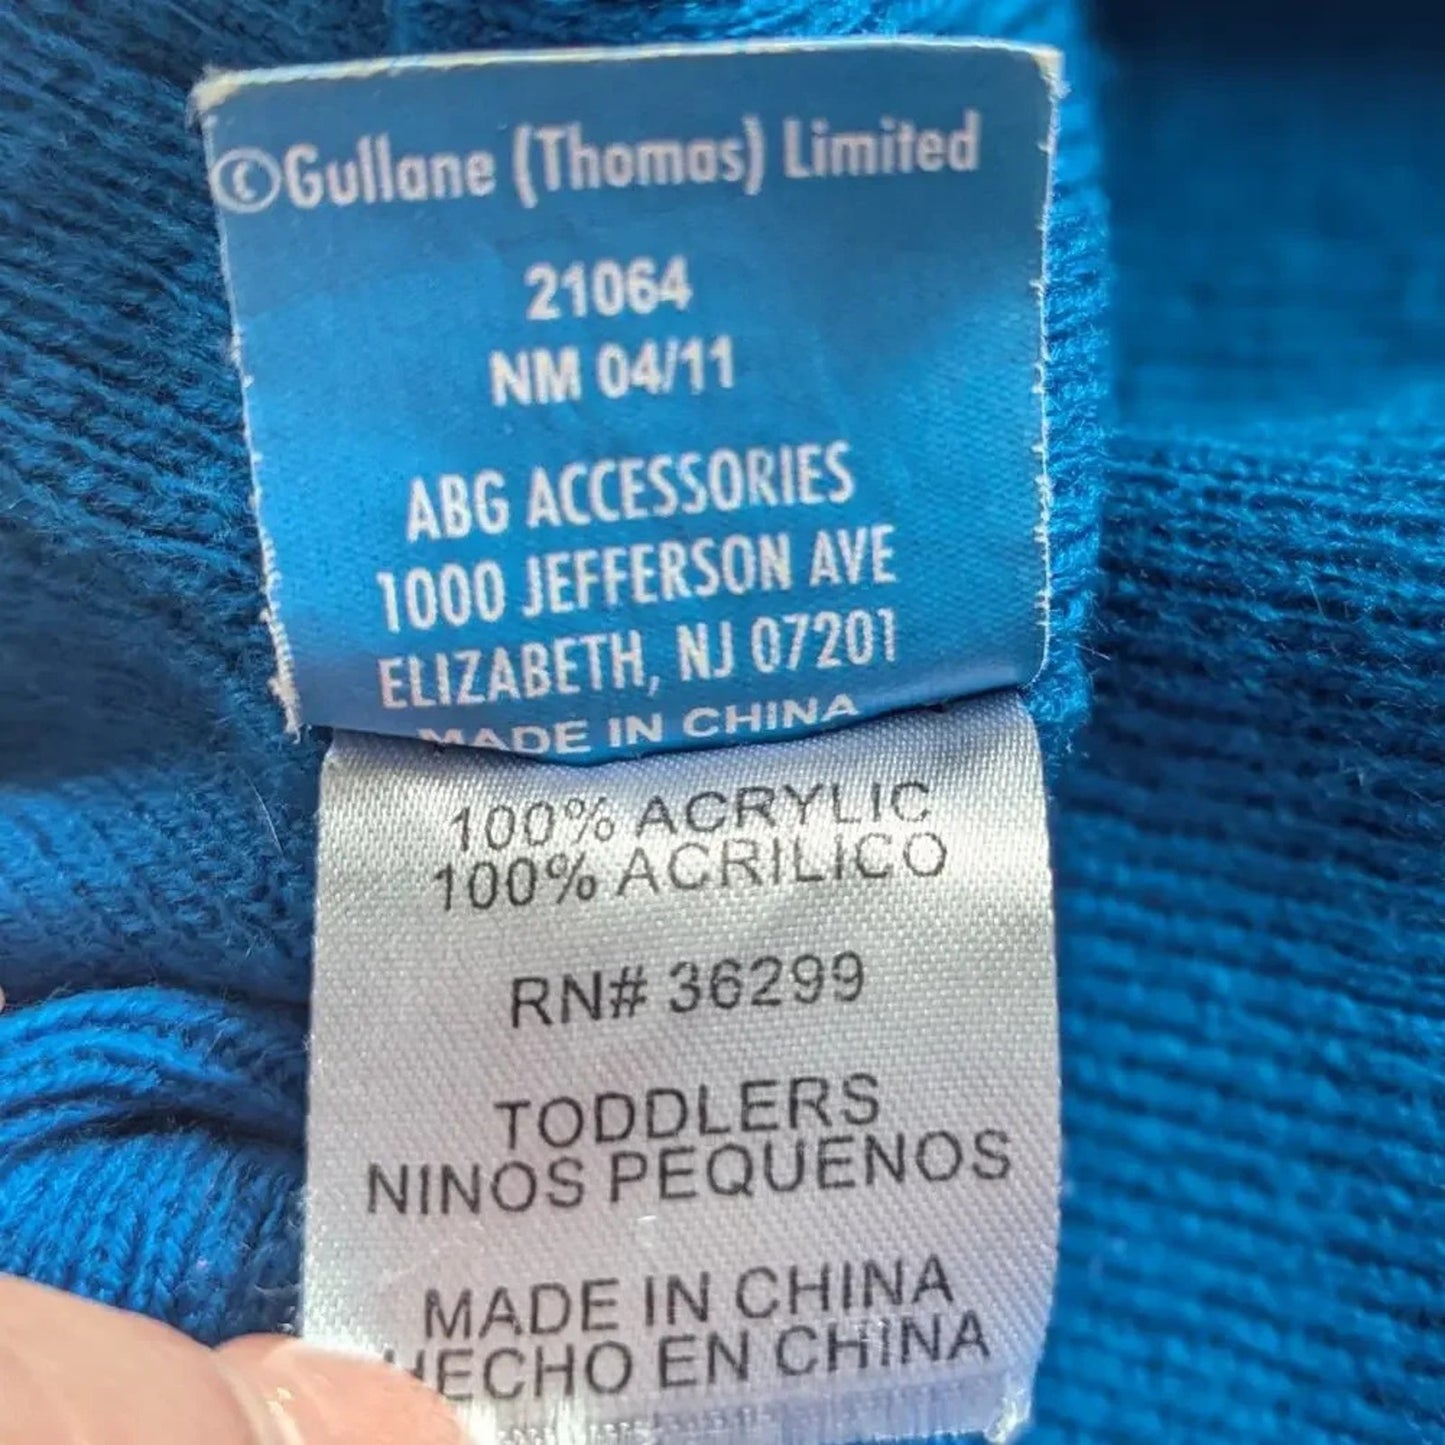 ©Gullane (Thomas) Limited
21064
NM 04/11
ABG ACCESSORIES
1000 JEFFERSON AVE
ELIZABETH, NJ 07201
MADE IN CHINA
100% ACRYLIC
100% ACRILICO
RN# 36299
TODDLERS
NINOS PEQUENOS
MADE IN CHINA
HECHO EN CHINA